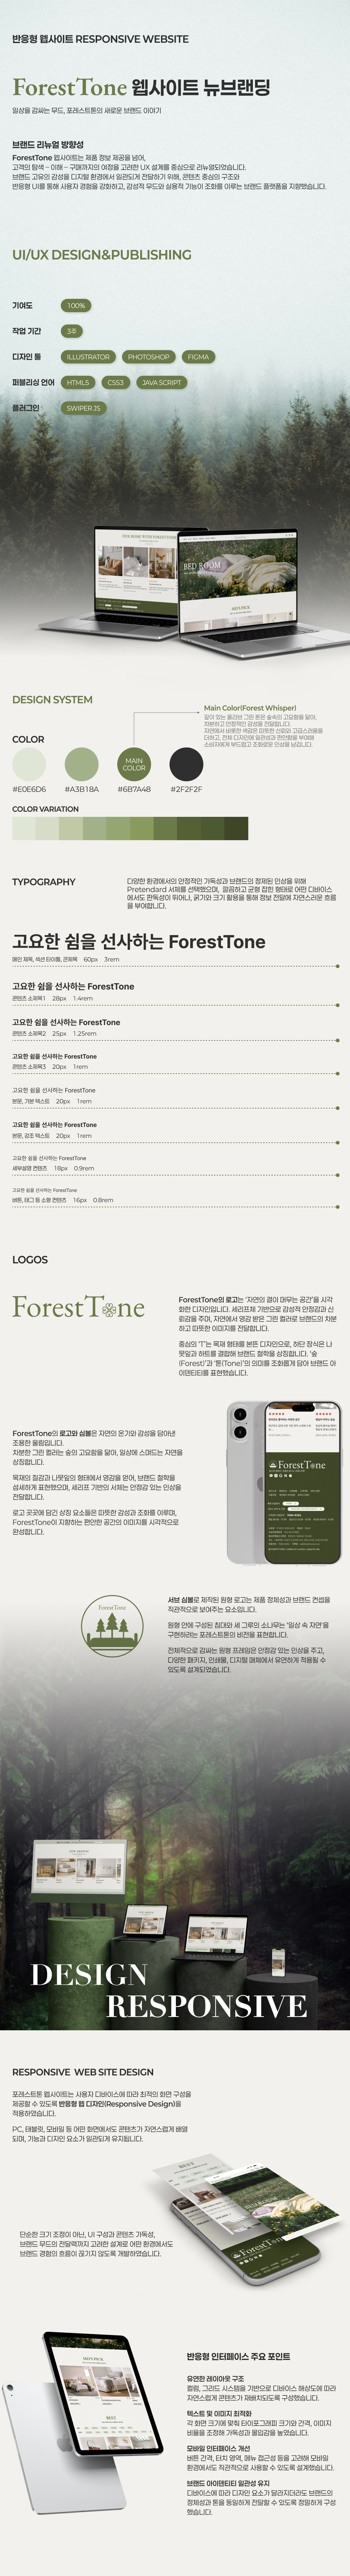 반응형 웹사이트 RESPONSIVE WEBSITE
ForestTone 웹사이트 뉴브랜딩
일상을 감싸는 무드, 포레스트톤의 새로운 브랜드 이야기
브랜드 리뉴얼 방향성
ForestTone 웹사이트는 제품 정보 제공을 넘어,
고객의 탐색 – 이해 – 구매까지의 여정을 고려한 UX 설계를 중심으로 리뉴얼되었습니다.
브랜드 고유의 감성을 디지털 환경에서 일관되게 전달하기 위해, 콘텐츠 중심의 구조와
반응형 UI를 통해 사용자 경험을 강화하고, 감성적 무드와 실용적 기능이 조화를 이루는 브랜드 플랫폼을 지향했습니다.
UI/UX DESIGN&PUBLISHING
기여도 100%
작업 기간 3주
디자인 툴 ILLUSTRATOR PHOTOSHOP FIGMA
퍼블리싱 언어 HTML5 CSS3 JAVA SCRIPT
플러그인 SWIPER.JS
OUR HOME WITH FORESTTONE
BED ROOM
MD'S PICK
DESIGN SYSTEM
Main Color(Forest Whisper)
깊이 있는 올리브 그린 톤은 숲속의 고요함을 닮아,
차분하고 안정적인 감성을 전달합니다.
자연에서 비롯한 색감은 따뜻한 신뢰와 고급스러움을
더하고, 전체 디자인에 일관성과 편안함을 부여해
소비자에게 부드럽고 조화로운 인상을 남깁니다.
COLOR
MAIN
COLOR
#E0E6D6 #A3B18A #6B7A48 #2F2F2F
COLOR VARIATION
TYPOGRAPHY
다양한 환경에서의 안정적인 가독성과 브랜드의 정제된 인상을 위해
Pretendard 서체를 선택했으며, 깔끔하고 균형 잡힌 형태로 어떤 디바이스
에서도 판독성이 뛰어나, 굵기와 크기 활용을 통해 정보 전달에 자연스러운 흐름
을 부여합니다.
고요한 쉼을 선사하는 ForestTone
메인 제목, 섹션 타이틀, 큰제목 60px 3rem
고요한 쉼을 선사하는 ForestTone
콘텐츠 소제목1 28px 1.4rem
고요한 쉼을 선사하는 ForestTone
콘텐츠 소제목2 25px 1.25rem
고요한 쉼을 선사하는 ForestTone
콘텐츠 소제목3 20px 1rem
고요한 쉼을 선사하는 ForestTone
본문, 기본 텍스트 20px 1rem
고요한 쉼을 선사하는 ForestTone
본문, 강조 텍스트 20px 1rem
고요한 쉼을 선사하는 ForestTone
세부설명 컨텐츠 18px 0.9rem
고요한 쉼을 선사하는 ForestTone
버튼, 태그 등 소형 컨텐츠 16px 0.8rem
LOGOS
ForestTone
ForestTone의 로고는 '자연의 결이 머무는 공간'을 시각
화한 디자인입니다. 세리프체 기반으로 감성적 안정감과 신
뢰감을 주며, 자연에서 영감 받은 그린 컬러로 브랜드의 차분
하고 따뜻한 이미지를 전달합니다.
중심의 'T'는 목재 형태를 본뜬 디자인으로, 하단 장식은 나
뭇잎과 하트를 결합해 브랜드 철학을 상징합니다. '숲
(Forest)'과 '톤(Tone)'의 의미를 조화롭게 담아 브랜드 아
이덴티티를 표현했습니다.
ForestTone의 로고와 심볼은 자연의 온기와 감성을 담아낸
조용한 울림입니다.
차분한 그린 컬러는 숲의 고요함을 닮아, 일상에 스며드는 자연을
상징합니다.
목재의 질감과 나뭇잎의 형태에서 영감을 얻어, 브랜드 철학을
섬세하게 표현했으며, 세리프 기반의 서체는 안정감 있는 인상을
전달합니다.
로고 곳곳에 담긴 상징 요소들은 따뜻한 감성과 조화를 이루며,
ForestTone이 지향하는 편안한 공간의 이미지를 시각적으로
완성합니다.
ForestTone
ForestTone
서브 심볼로 제작된 원형 로고는 제품 정체성과 브랜드 컨셉을
직관적으로 보여주는 요소입니다.
원형 안에 구성된 침대와 세 그루의 소나무는 '일상 속 자연'을
구현하려는 포레스트톤의 비전을 표현합니다.
전체적으로 감싸는 원형 프레임은 안정감 있는 인상을 주고,
다양한 패키지, 인쇄물, 디지털 매체에서 유연하게 적용될 수
있도록 설계되었습니다.
DESIGN
RESPONSIVE
RESPONSIVE WEB SITE DESIGN
포레스트톤 웹사이트는 사용자 디바이스에 따라 최적의 화면 구성을
제공할 수 있도록 반응형 웹 디자인(Responsive Design)을
적용하였습니다.
PC, 태블릿, 모바일 등 어떤 화면에서도 콘텐츠가 자연스럽게 배열
되며, 기능과 디자인 요소가 일관되게 유지됩니다.
BEST
ForestTone
단순한 크기 조정이 아닌, UI 구성과 콘텐츠 가독성,
브랜드 무드의 전달력까지 고려한 설계로 어떤 환경에서도
브랜드 경험의 흐름이 끊기지 않도록 개발하였습니다.
MD'S PICK
BEST
반응형 인터페이스 주요 포인트
유연한 레이아웃 구조
컬럼, 그리드 시스템을 기반으로 디바이스 해상도에 따라
자연스럽게 콘텐츠가 재배치되도록 구성했습니다.
텍스트 및 이미지 최적화
각 화면 크기에 맞춰 타이포그래피 크기와 간격, 이미지
비율을 조정해 가독성과 몰입감을 높였습니다.
모바일 인터페이스 개선
버튼 간격, 터치 영역, 메뉴 접근성 등을 고려해 모바일
환경에서도 직관적으로 사용할 수 있도록 설계했습니다.
브랜드 아이덴티티 일관성 유지
디바이스에 따라 디자인 요소가 달라지더라도 브랜드의
정체성과 톤을 동일하게 전달할 수 있도록 정밀하게 구성
했습니다.